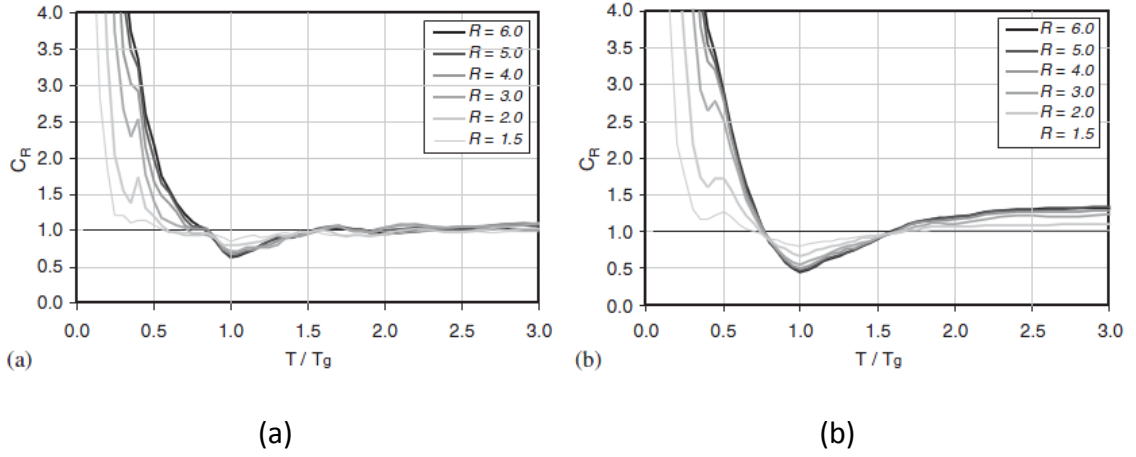 4.0
3.5
3.0
2.5
2.0
1.5
1.0
0.5
0.0
C_R
R = 6.0
R = 5.0
R = 4.0
R = 3.0
R = 2.0
R = 1.5
0.0 0.5 1.0 1.5 2.0 2.5 3.0
(a)
T / Tg
4.0
3.5
3.0
2.5
2.0
1.5
1.0
0.5
0.0
C_R
R = 6.0
R = 5.0
R = 4.0
R = 3.0
R = 2.0
R = 1.5
0.0 0.5 1.0 1.5 2.0 2.5 3.0
(b)
T / Tg
(a)
(b)